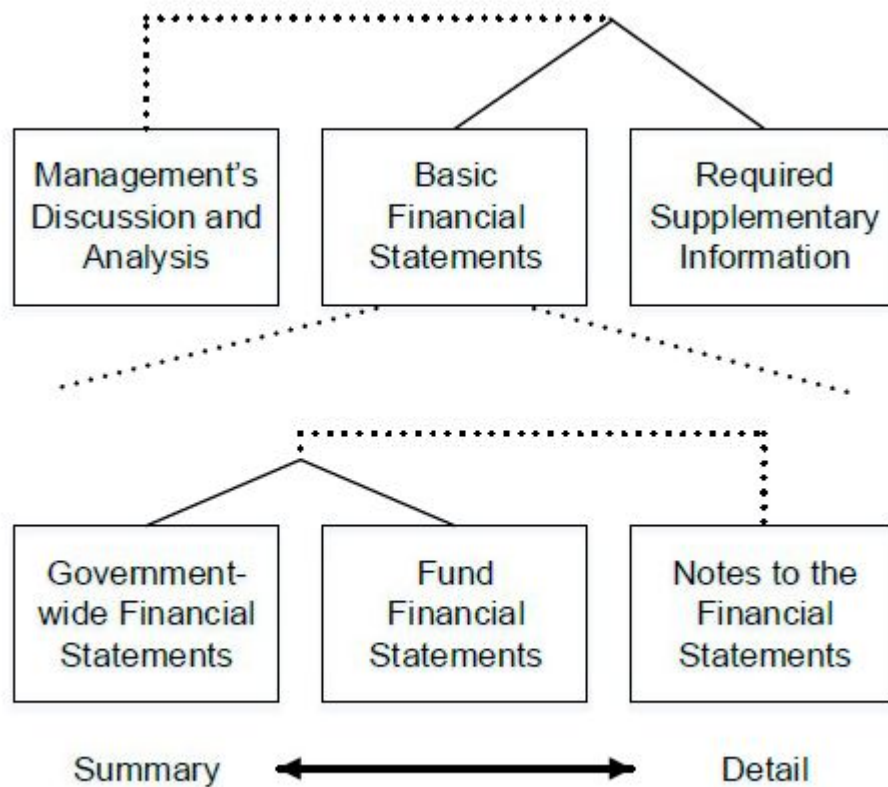 Management's
Discussion and
Analysis
Basic
Financial
Statements
Required
Supplementary
Information
Government-
wide Financial
Statements
Fund
Financial
Statements
Notes to the
Financial
Statements
Summary
Detail